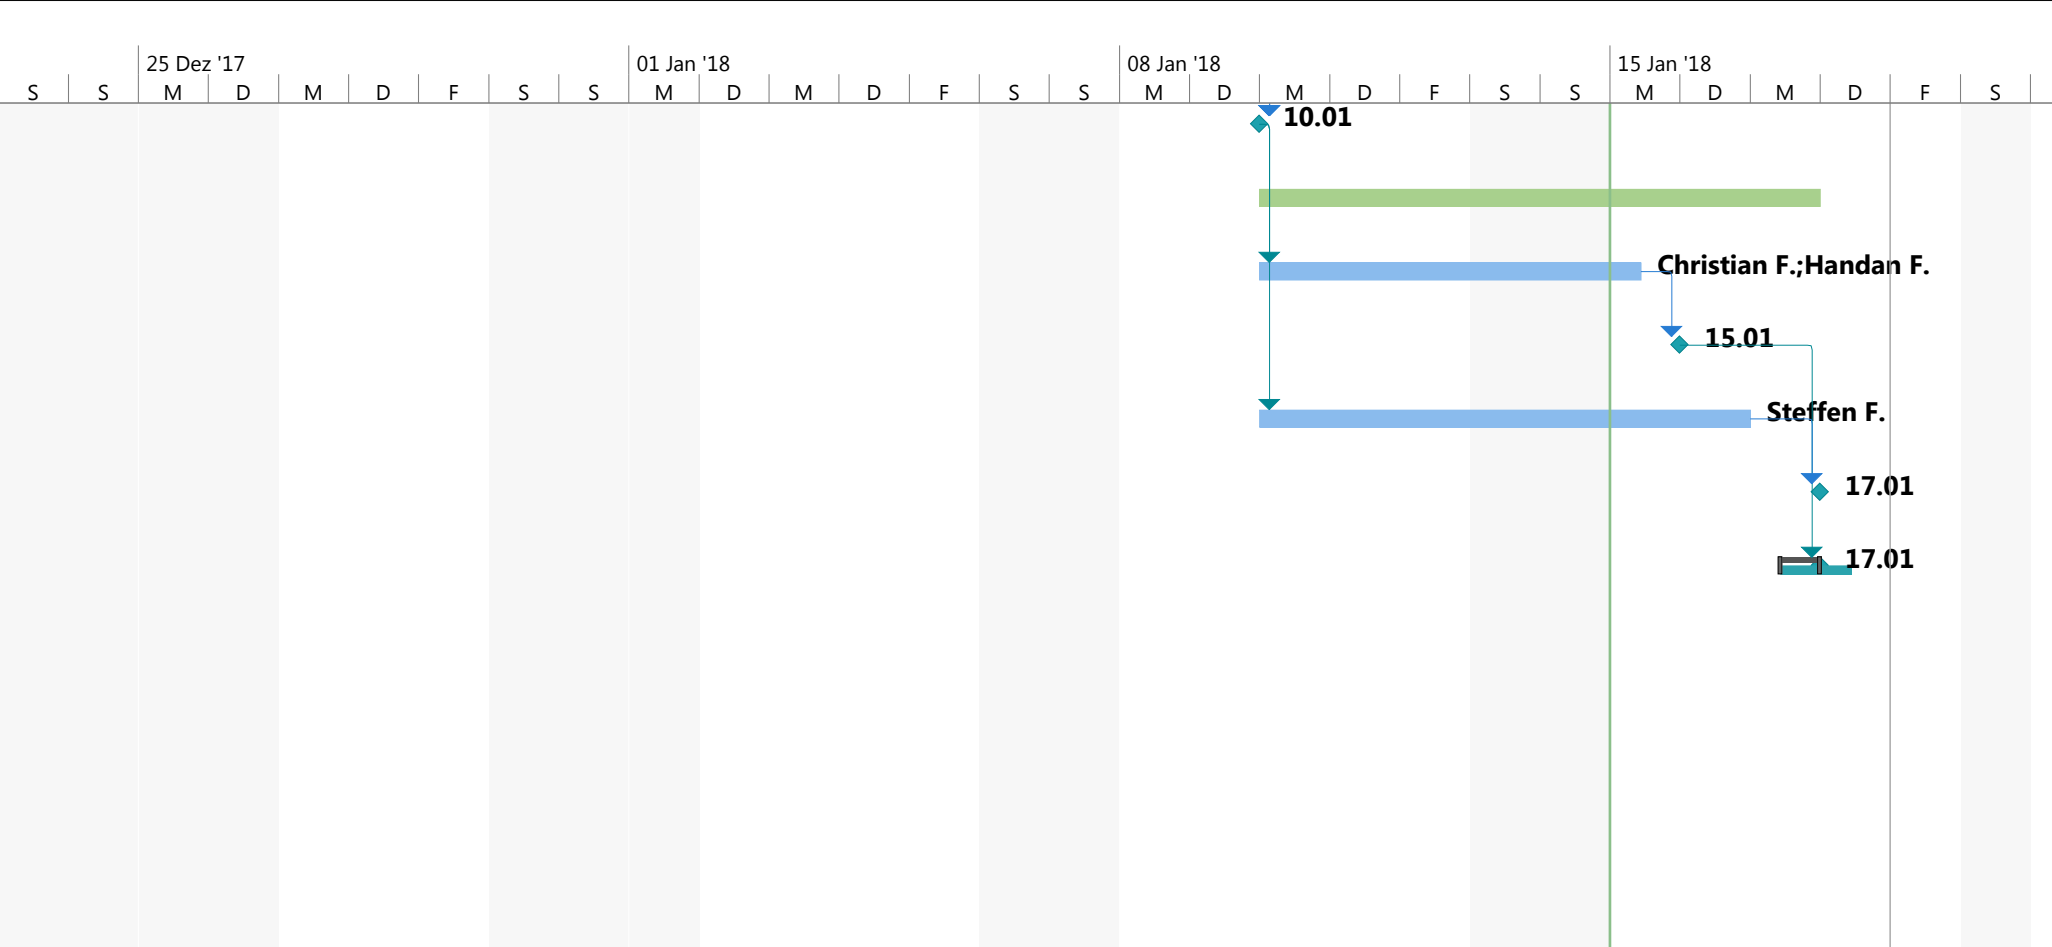 25 Dez '17 01 Jan '18 08 Jan '18 15 Jan '18
S S M D M D F S S M D M D F S S M D M D F S S M D M D F S
10.01
Christian F.;Handan F.
15.01
Steffen F.
17.01
17.01